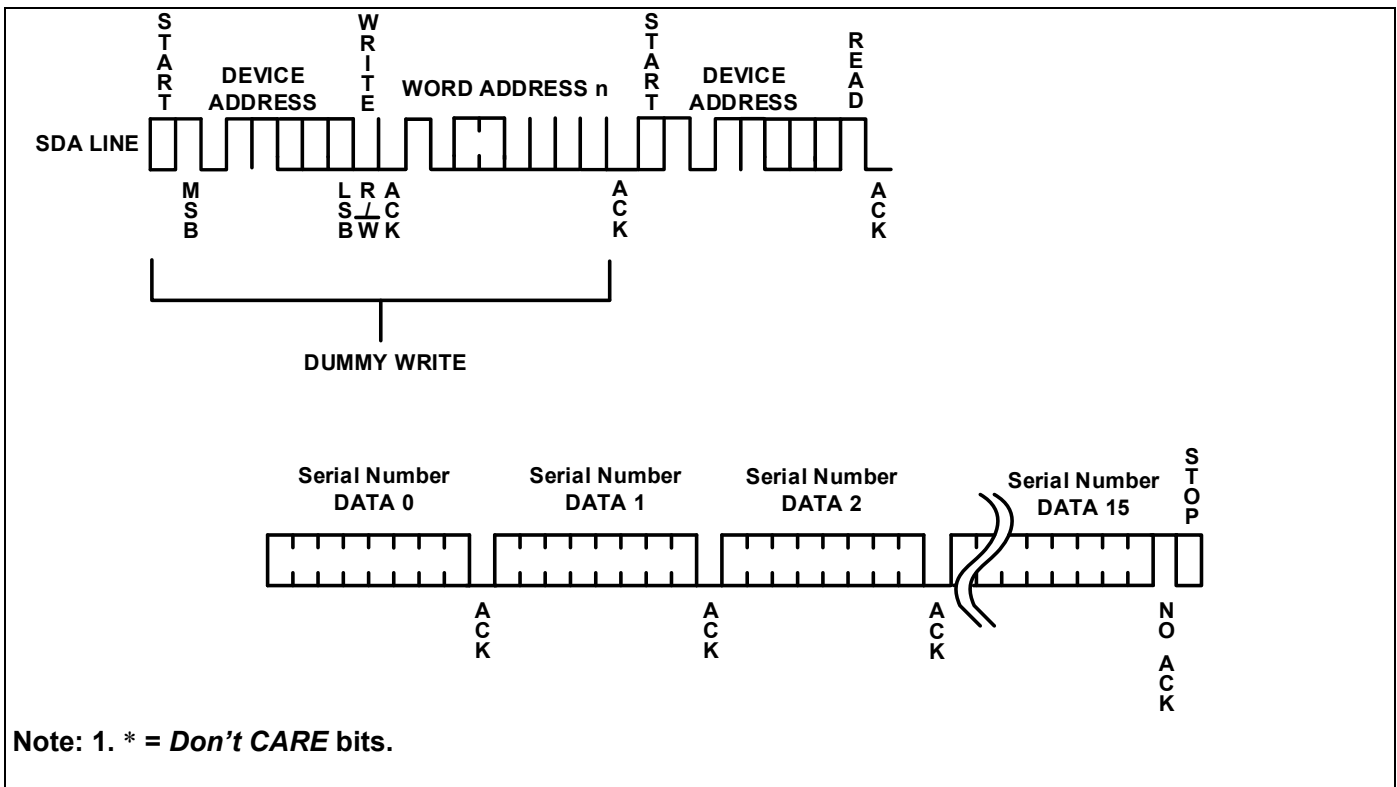 START
WRITE
START
READ
DEVICE
ADDRESS
WORD ADDRESS n
DEVICE
ADDRESS
SDA LINE
MSB
LSB
R/W
ACK
ACK
ACK
DUMMY WRITE
Serial Number
DATA 0
Serial Number
DATA 1
Serial Number
DATA 2
Serial Number
DATA 15
STOP
ACK
ACK
ACK
NO ACK
Note: 1. * = Don't CARE bits.